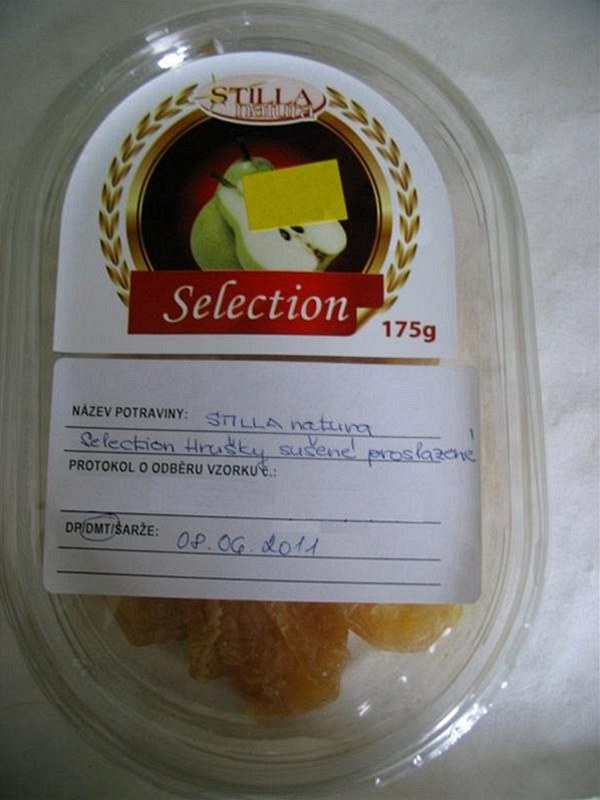 STILLA
natura
Selection
175g
NÁZEV POTRAVINY: STILLA natura
Selection Hrušky sušené proslazené
PROTOKOL O ODBĚRU VZORKU č.:
DP/DMT/ŠARŽE: 08.06.2011